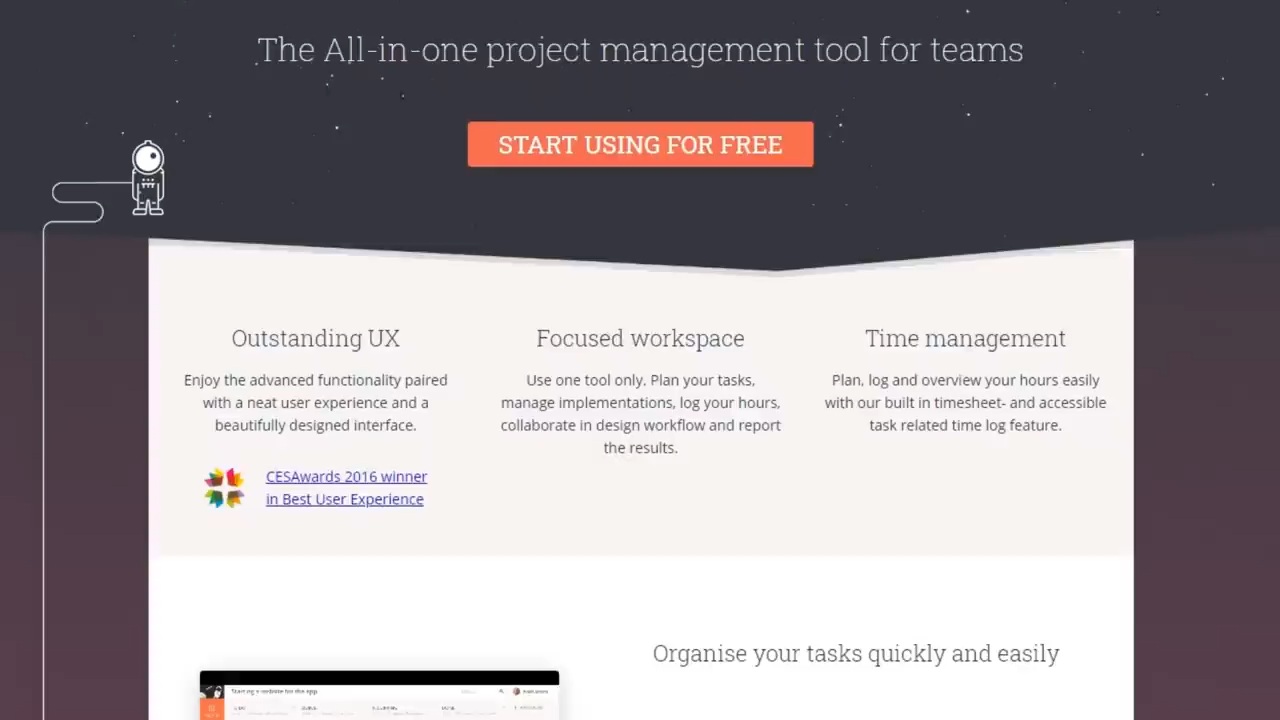 The All-in-one project management tool for teams
START USING FOR FREE
Outstanding UX
Enjoy the advanced functionality paired
with a neat user experience and a
beautifully designed interface.
CESAwards 2016 winner
in Best User Experience
Focused workspace
Use one tool only. Plan your tasks,
manage implementations, log your hours,
collaborate in design workflow and report
the results.
Time management
Plan, log and overview your hours easily
with our built in timesheet- and accessible
task related time log feature.
Organise your tasks quickly and easily